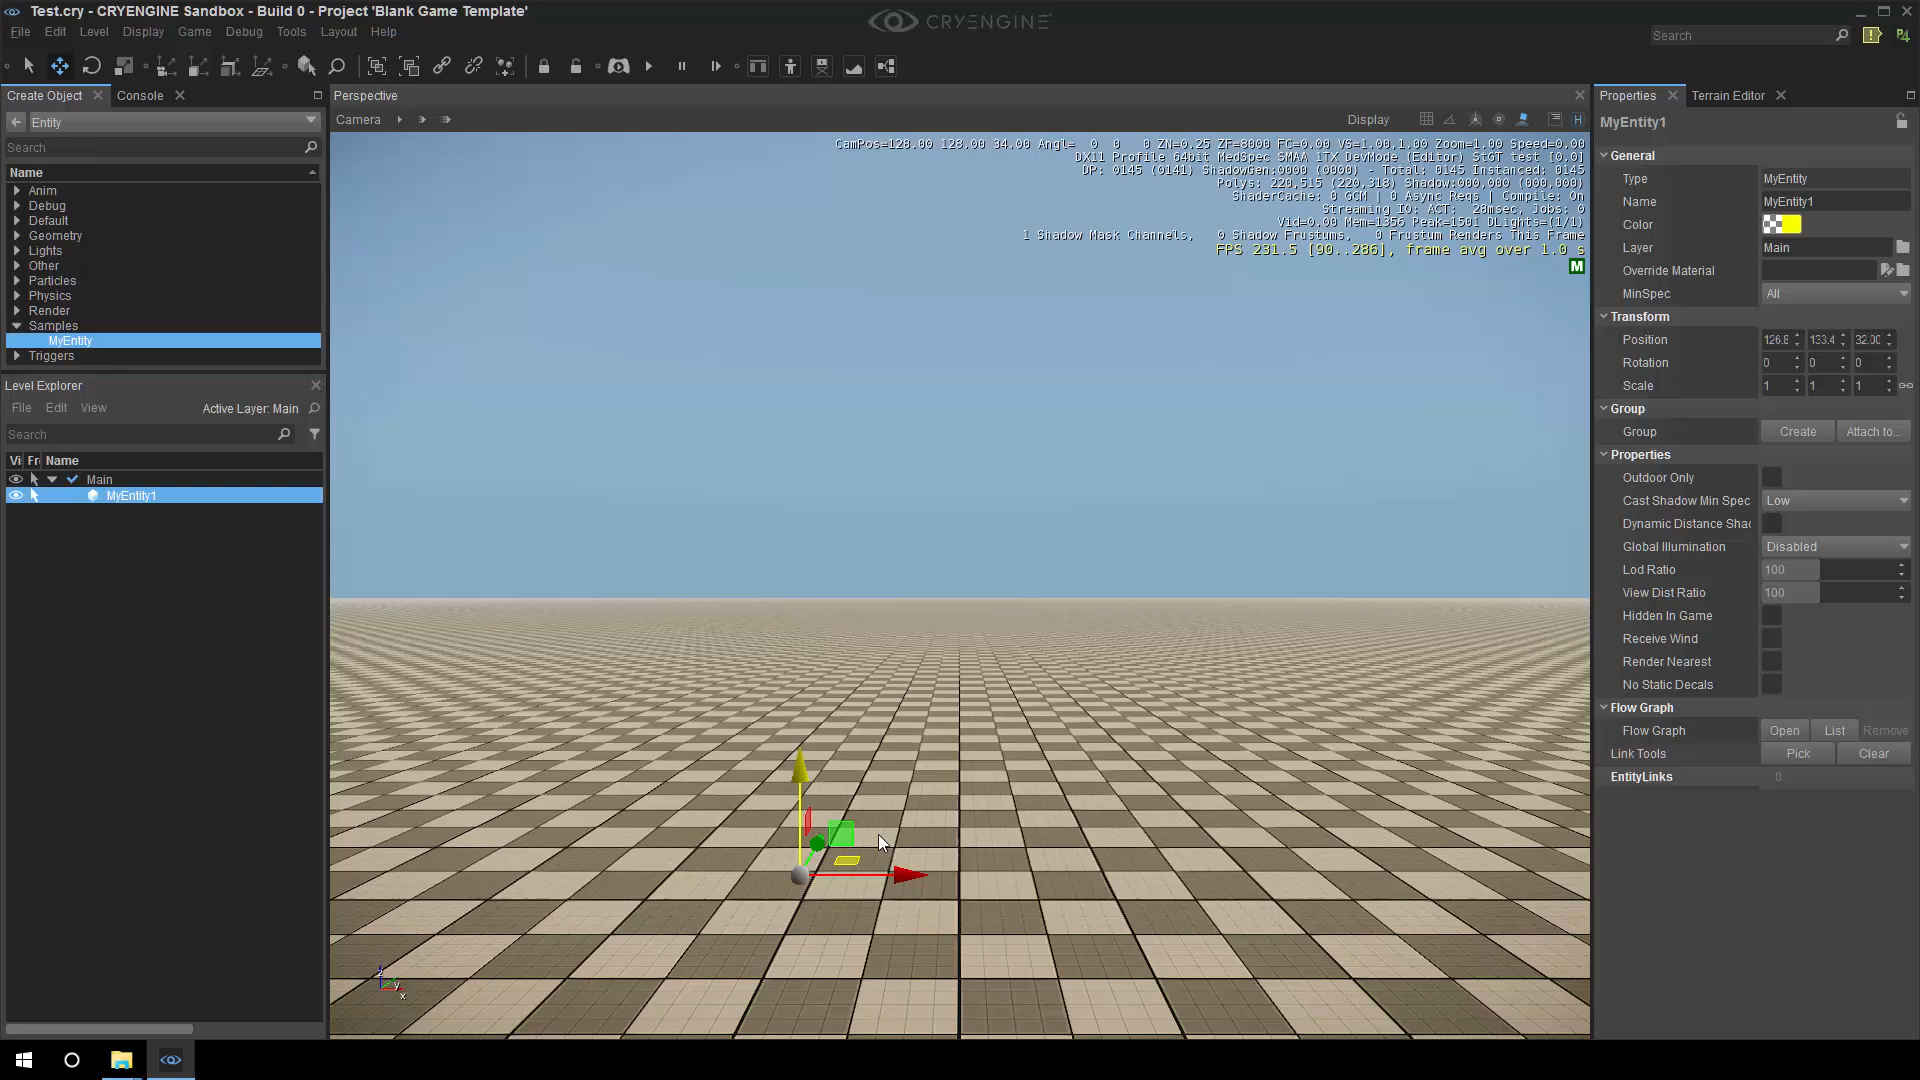 Test.cry - CRYENGINE Sandbox - Build 0 - Project 'Blank Game Template'
CRYENGINE
File Edit Level Display Game Debug Tools Layout Help
Search
P4
Create Object
Console
Entity
Search
Name
Anim
Debug
Default
Geometry
Lights
Other
Particles
Physics
Render
Samples
MyEntity
Triggers
Level Explorer
File Edit View Active Layer: Main
Search
Vi Fr Name
Main
MyEntity1
Perspective
Camera
Display
H
CamPos=128.00 128.00 34.00 Angl= 0 0 0 ZN=0.25 ZF=8000 FC=0.00 VS=1.00,1.00 Zoom=1.00 Speed=0.00
DX11 Profile 64bit MedSpec SMAA 1TX DevMode (Editor) StGT test [0.0]
DP: 0145 (0141) ShadowGen:0000 (0000) - Total: 0145 Instanced: 0145
Polys: 220,515 (220,318) Shadow:000,000 (000,000)
ShaderCache: 0 GCM | 0 Async Reqs | Compile: On
Streaming IO: ACT: 28msec, Jobs: 0
Vid=0.00 Mem=1356 Peak=1501 DLights=(1/1)
1 Shadow Mask Channels, 0 Shadow Frustums, 0 Frustum Renders This Frame
FPS 231.5 [90..286], frame avg over 1.0 s
M
z
y
x
Properties
Terrain Editor
MyEntity1
General
Type MyEntity
Name MyEntity1
Color
Layer Main
Override Material
MinSpec All
Transform
Position 126.8 133.4 32.00
Rotation 0 0 0
Scale 1 1 1
Group
Group Create Attach to...
Properties
Outdoor Only
Cast Shadow Min Spec Low
Dynamic Distance Shad
Global Illumination Disabled
Lod Ratio 100
View Dist Ratio 100
Hidden In Game
Receive Wind
Render Nearest
No Static Decals
Flow Graph
Flow Graph Open List Remove
Link Tools Pick Clear
EntityLinks 0